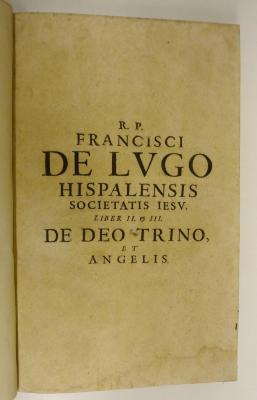 R. P.
FRANCISCI
DE LVGO
HISPALENSIS
SOCIETATIS IESV.
LIBER II. & III.
DE DEO TRINO,
ET
ANGELIS.